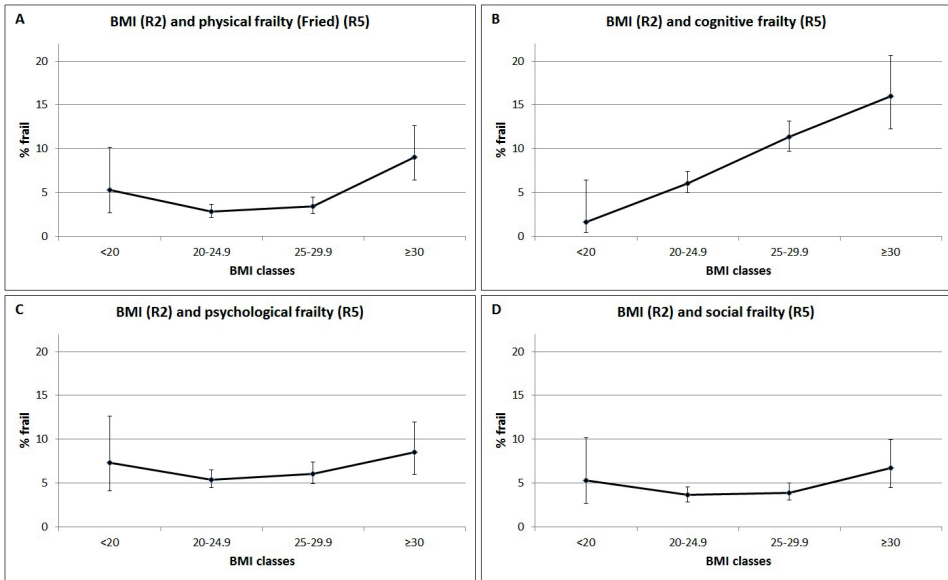 A
BMI (R2) and physical frailty (Fried) (R5)
% frail
20
15
10
5
0
<20 20-24.9 25-29.9 ≥30
BMI classes
B
BMI (R2) and cognitive frailty (R5)
% frail
20
15
10
5
0
<20 20-24.9 25-29.9 ≥30
BMI classes
C
BMI (R2) and psychological frailty (R5)
% frail
20
15
10
5
0
<20 20-24.9 25-29.9 ≥30
BMI classes
D
BMI (R2) and social frailty (R5)
% frail
20
15
10
5
0
<20 20-24.9 25-29.9 ≥30
BMI classes